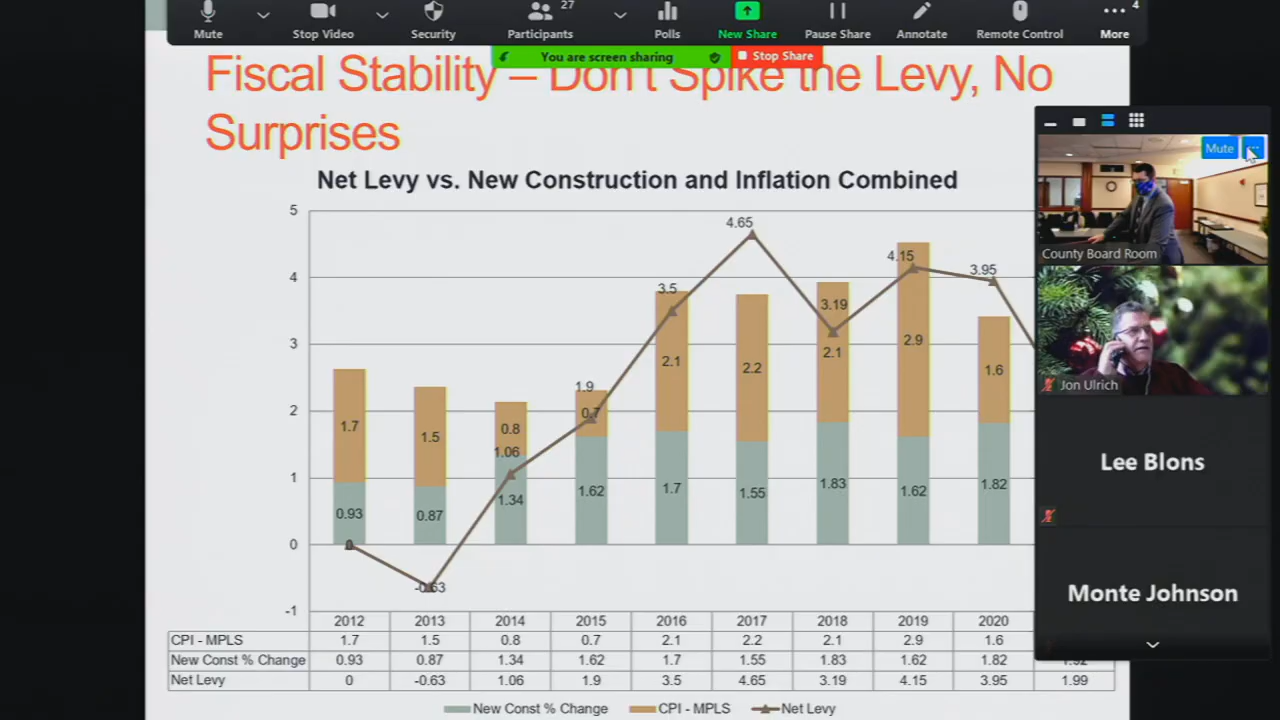 27
4
Mute
Stop Video
Security
Participants
Polls
New Share
Pause Share
Annotate
Remote Control
More
You are screen sharing
Stop Share
Fiscal Stability – Don't Spike the Levy, No
Surprises
Net Levy vs. New Construction and Inflation Combined
Mute
County Board Room
Jon Ulrich
Lee Blons
Monte Johnson
5
4
3
2
1
0
-1
4.65
4.15
3.95
3.5
3.19
1.9
1.06
0
-0.63
1.7
1.5
0.8
0.7
2.1
2.2
2.1
2.9
1.6
0.93
0.87
1.34
1.62
1.7
1.55
1.83
1.62
1.82
2012 2013 2014 2015 2016 2017 2018 2019 2020
CPI - MPLS 1.7 1.5 0.8 0.7 2.1 2.2 2.1 2.9 1.6
New Const % Change 0.93 0.87 1.34 1.62 1.7 1.55 1.83 1.62 1.82
Net Levy 0 -0.63 1.06 1.9 3.5 4.65 3.19 4.15 3.95 1.99
New Const % Change
CPI - MPLS
Net Levy